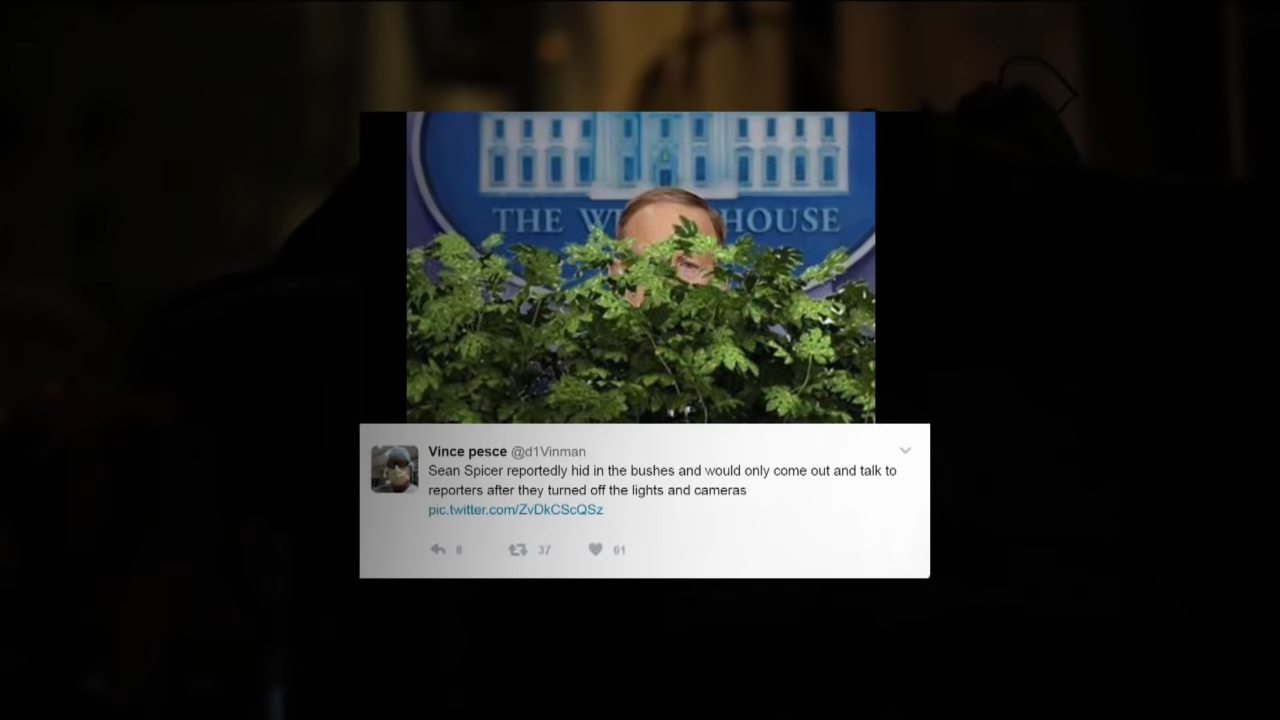 THE W HOUSE
Vince pesce @d1Vinman
Sean Spicer reportedly hid in the bushes and would only come out and talk to
reporters after they turned off the lights and cameras
pic.twitter.com/ZvDkCScQSz
8 37 61